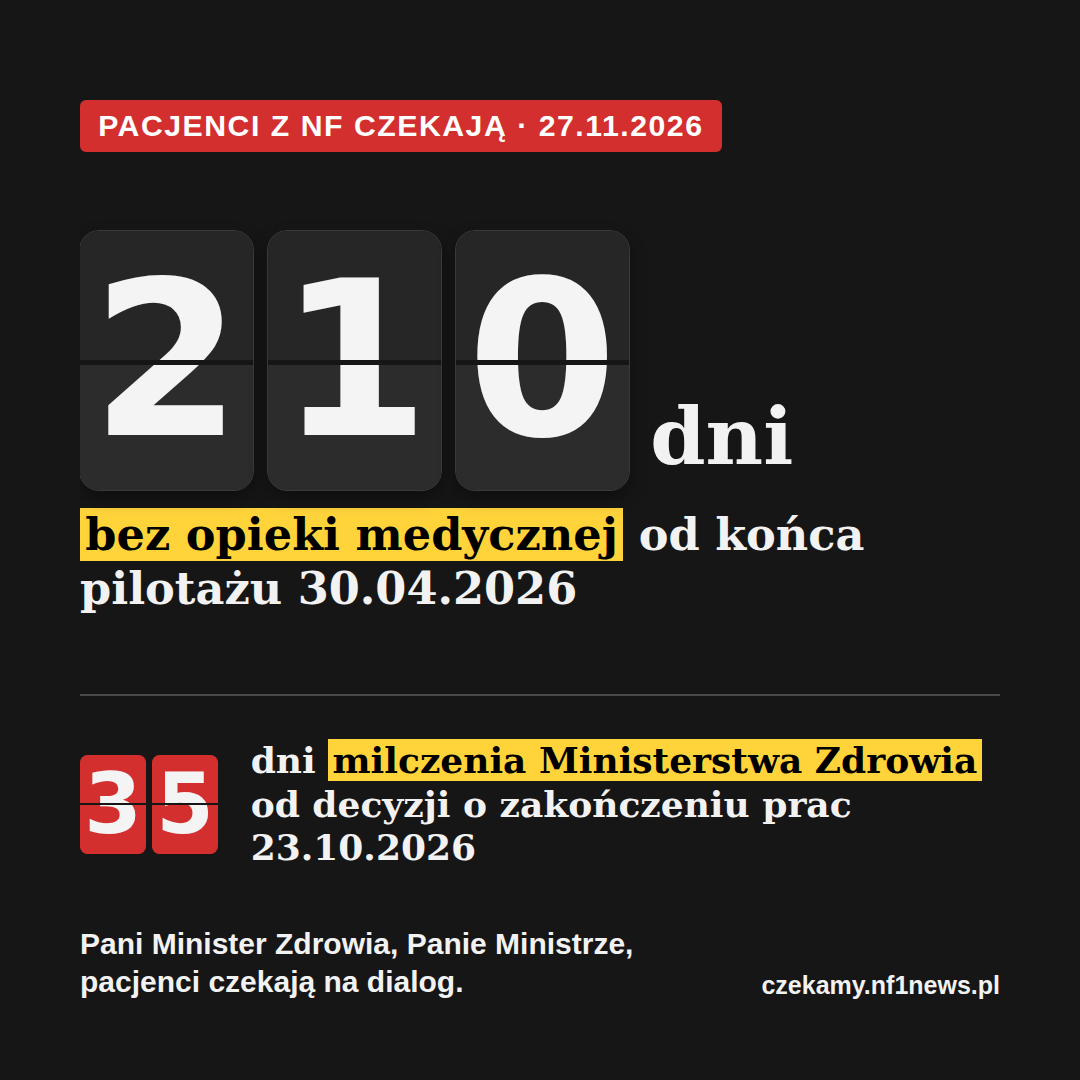 PACJENCI Z NF CZEKAJĄ · 27.11.2026
210 dni
bez opieki medycznej od końca
pilotażu 30.04.2026
35
dni milczenia Ministerstwa Zdrowia
od decyzji o zakończeniu prac
23.10.2026
Pani Minister Zdrowia, Panie Ministrze,
pacjenci czekają na dialog.
czekamy.nf1news.pl